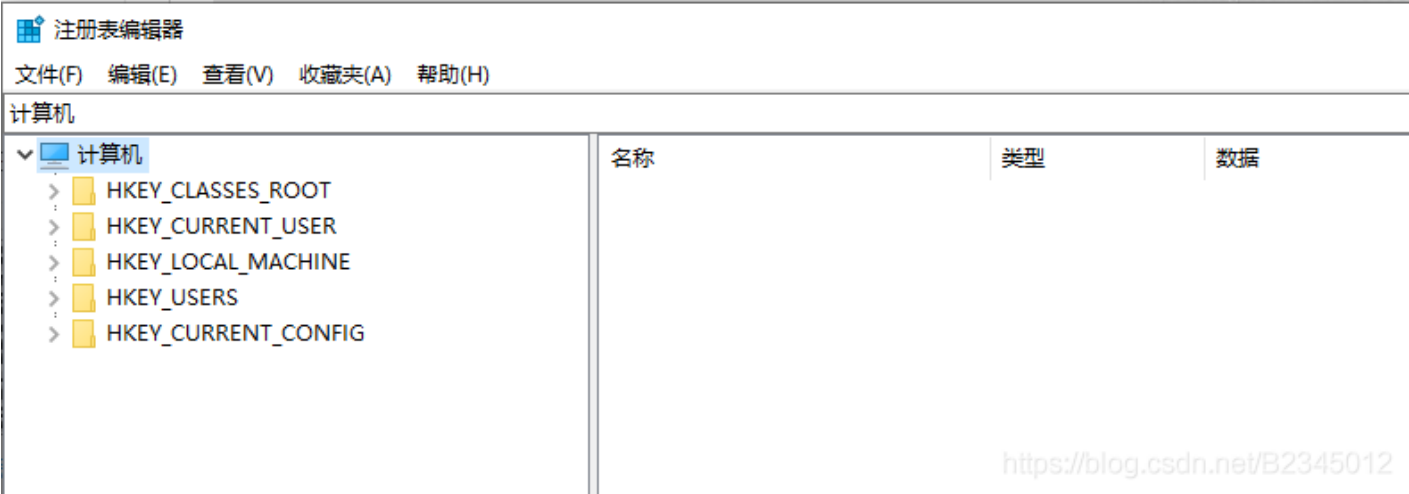 注册表编辑器
文件(F) 编辑(E) 查看(V) 收藏夹(A) 帮助(H)
计算机
计算机
名称 类型 数据
HKEY_CLASSES_ROOT
HKEY_CURRENT_USER
HKEY_LOCAL_MACHINE
HKEY_USERS
HKEY_CURRENT_CONFIG
https://blog.csdn.net/B2345012